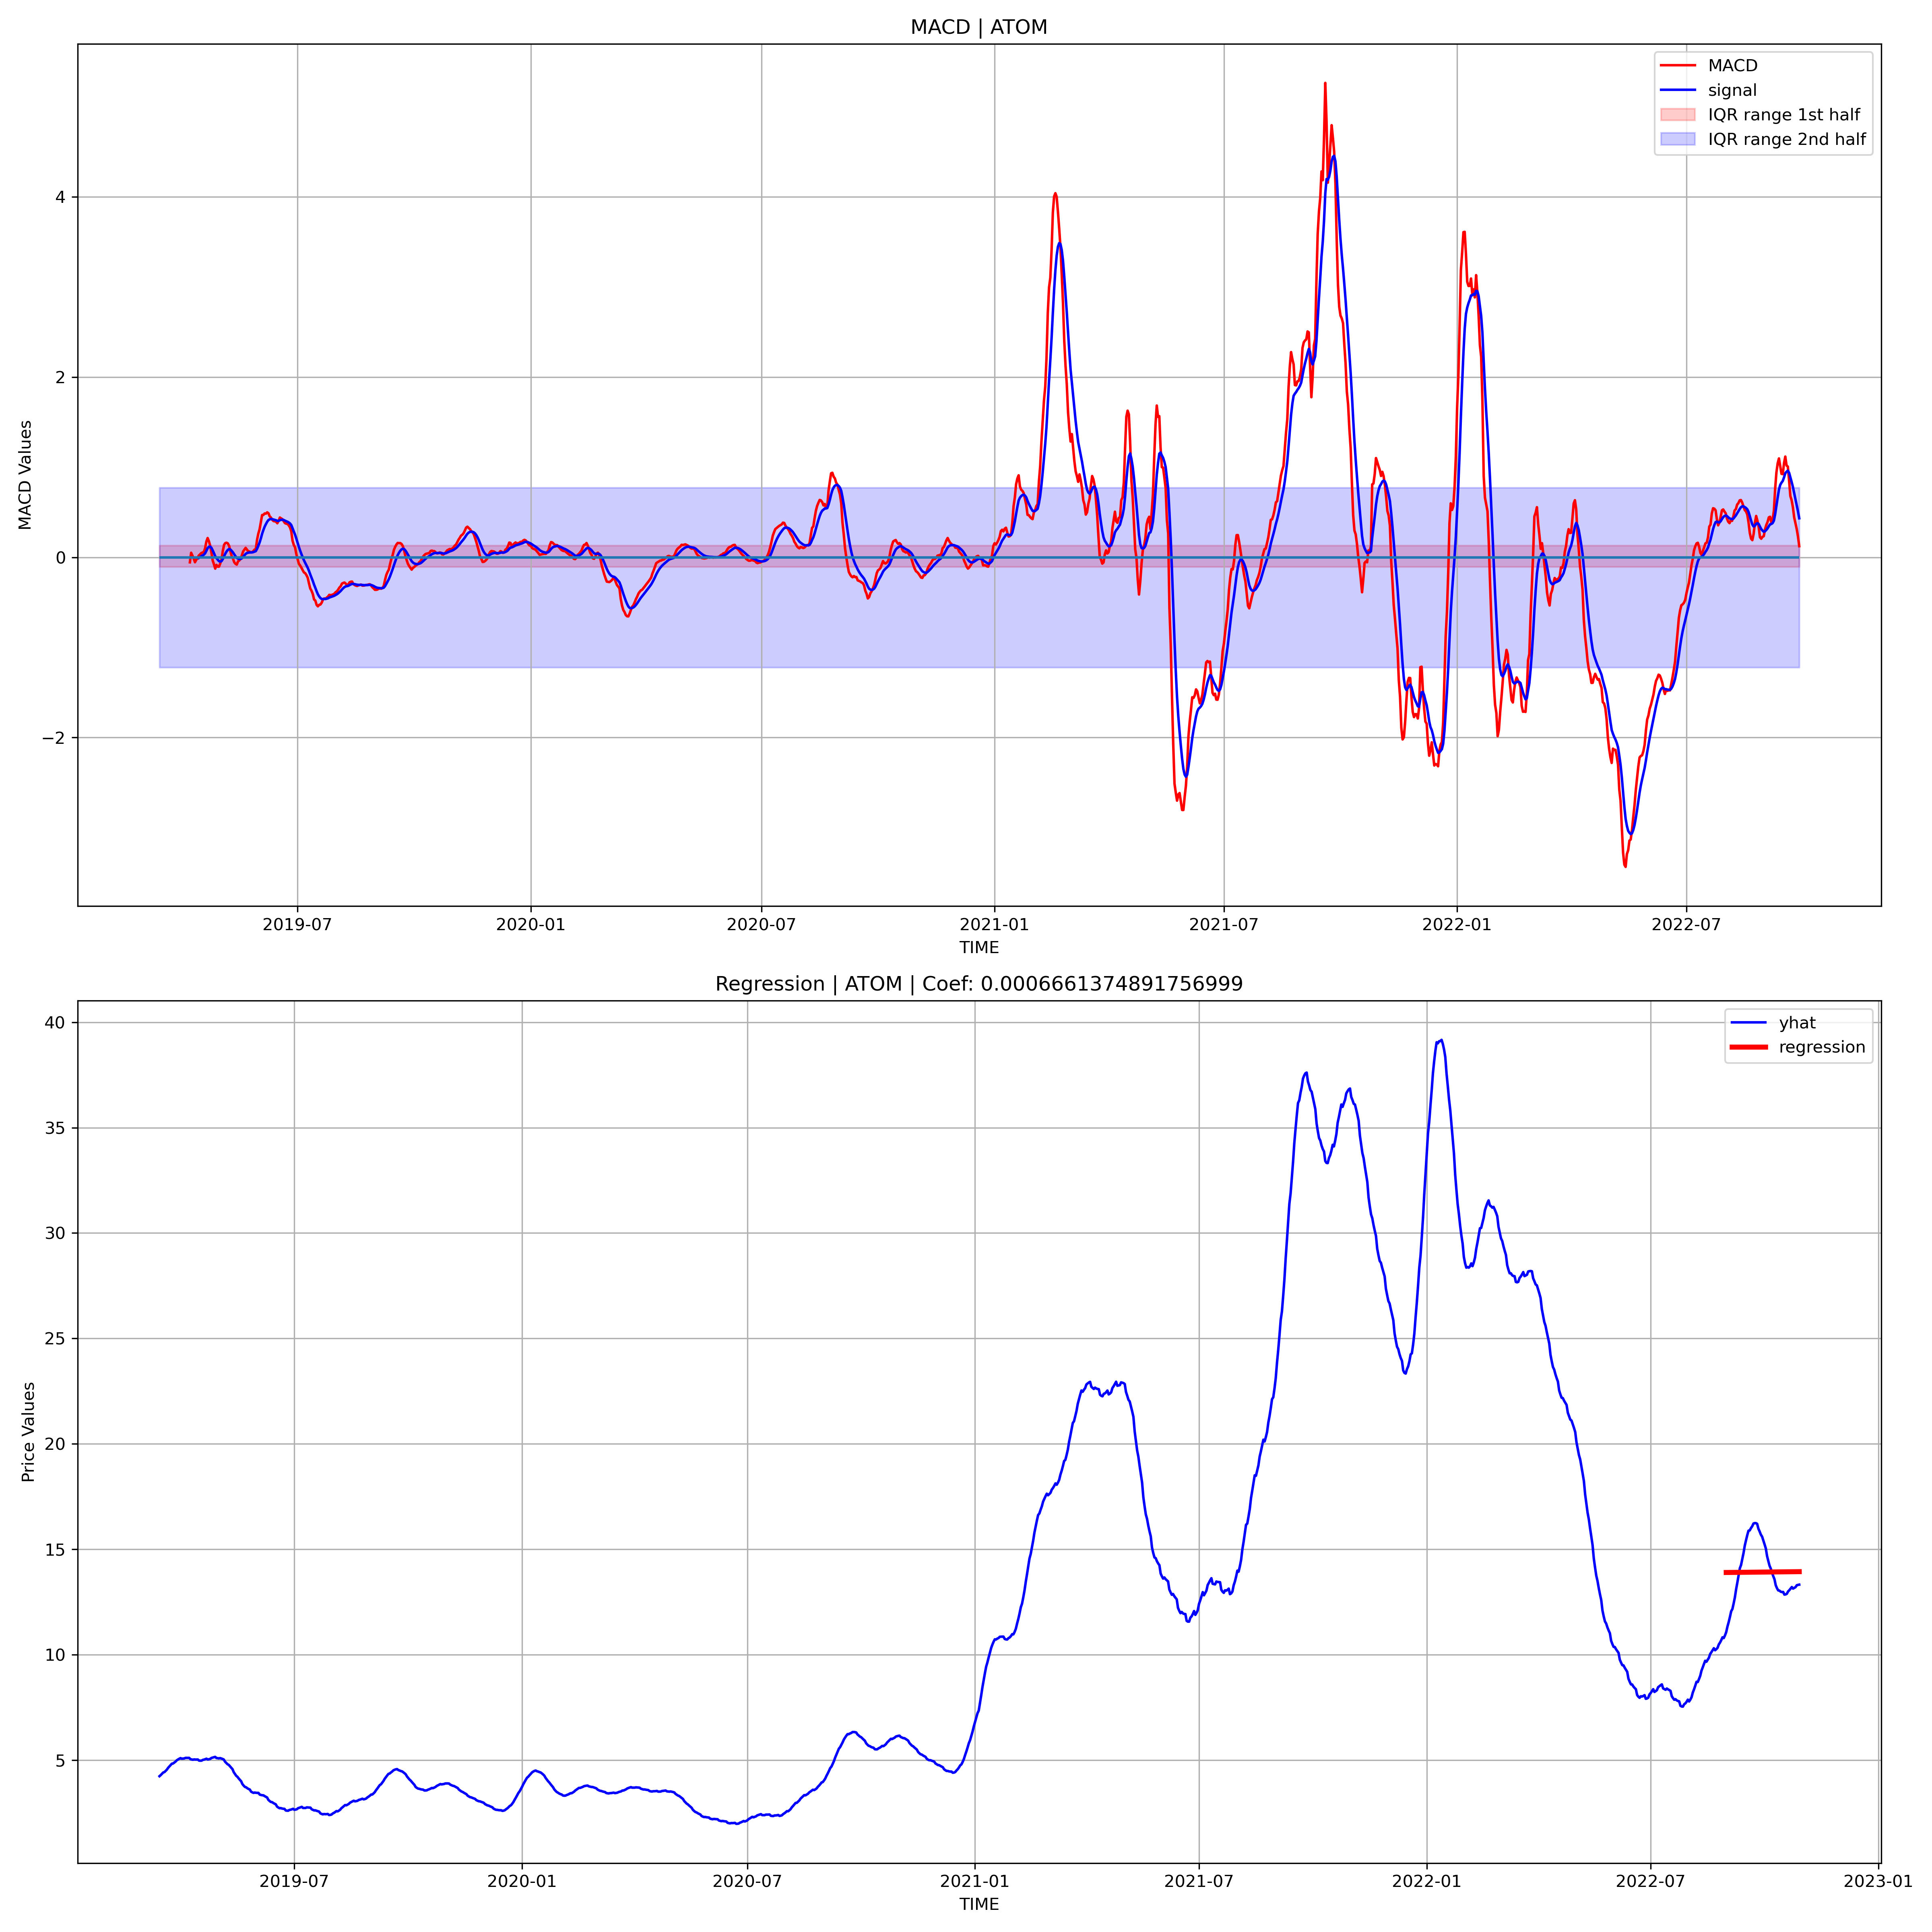 MACD | ATOM
MACD
signal
IQR range 1st half
IQR range 2nd half
4
2
0
−2
MACD Values
2019-07
2020-01
2020-07
2021-01
2021-07
2022-01
2022-07
TIME
Regression | ATOM | Coef: 0.0006661374891756999
yhat
regression
40
35
30
25
20
15
10
5
Price Values
2019-07
2020-01
2020-07
2021-01
2021-07
2022-01
2022-07
2023-01
TIME